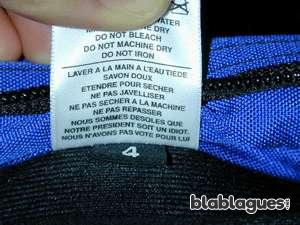 WATER
MACHINE DRY
DO NOT BLEACH
DO NOT MACHINE DRY
DO NOT IRON
LAVER A LA MAIN A L'EAU TIEDE
SAVON DOUX
ETENDRE POUR SECHER
NE PAS JAVELLISER
NE PAS SECHER A LA MACHINE
NE PAS REPASSER
NOUS SOMMES DESOLES QUE
NOTRE PRESIDENT SOIT UN IDIOT.
NOUS N'AVONS PAS VOTE POUR LUI
4
blablagues